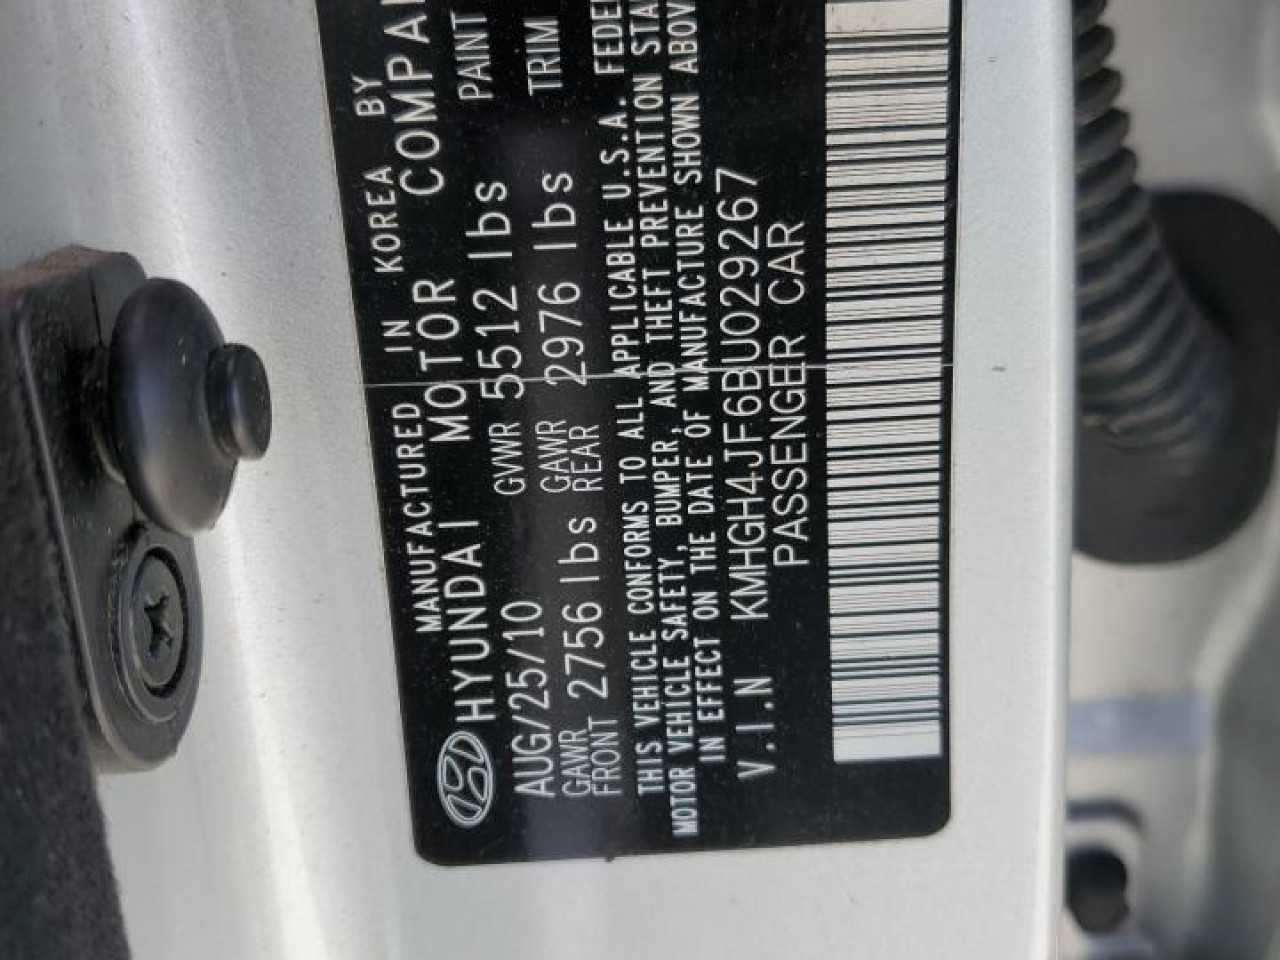 MANUFACTURED IN KOREA BY
HYUNDAI MOTOR COMPA
AUG/25/10 GVWR 5512 lbs PAINT
GAWR FRONT 2756 lbs GAWR REAR 2976 lbs TRIM
THIS VEHICLE CONFORMS TO ALL APPLICABLE U.S.A. FEDE
MOTOR VEHICLE SAFETY, BUMPER, AND THEFT PREVENTION STA
IN EFFECT ON THE DATE OF MANUFACTURE SHOWN ABOV
V.I.N KMHGH4JF6BU029267
PASSENGER CAR